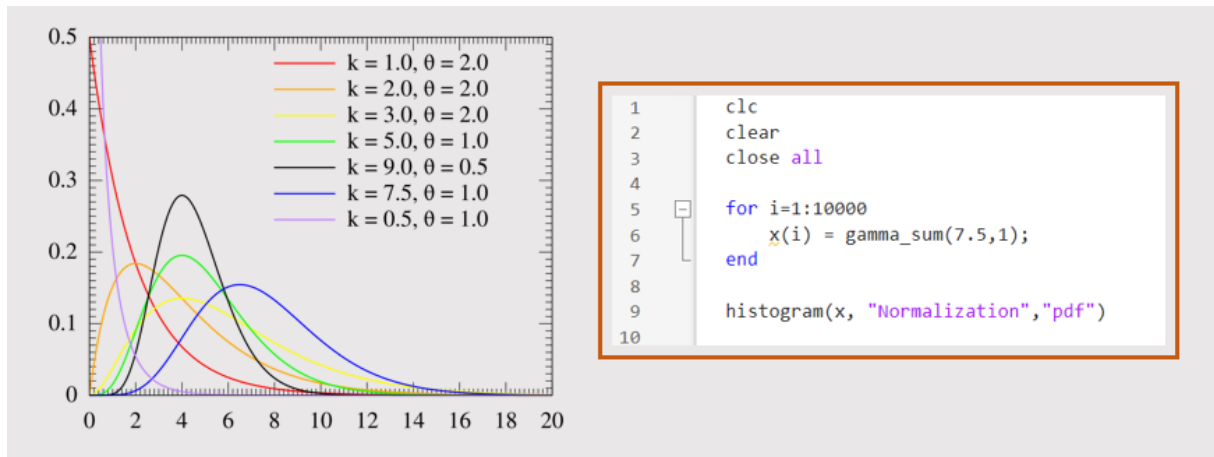 0.5
0.4
0.3
0.2
0.1
0
0 2 4 6 8 10 12 14 16 18 20
k = 1.0, θ = 2.0
k = 2.0, θ = 2.0
k = 3.0, θ = 2.0
k = 5.0, θ = 1.0
k = 9.0, θ = 0.5
k = 7.5, θ = 1.0
k = 0.5, θ = 1.0
1 clc
2 clear
3 close all
4
5 for i=1:10000
6 x(i) = gamma_sum(7.5,1);
7 end
8
9 histogram(x, "Normalization","pdf")
10